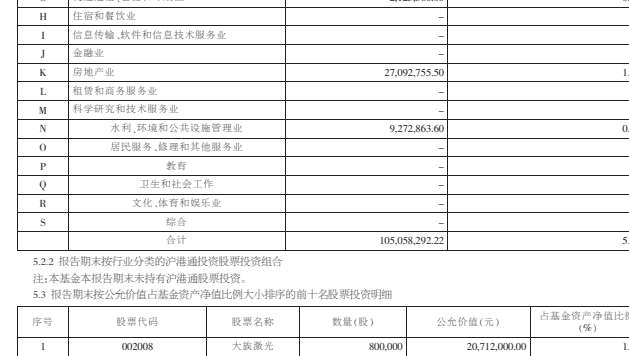 H 住宿和餐饮业 –
I 信息传输、软件和信息技术服务业 –
J 金融业 –
K 房地产业 27,092,755.50 1.
L 租赁和商务服务业 –
M 科学研究和技术服务业 –
N 水利、环境和公共设施管理业 9,272,863.60 0.
O 居民服务、修理和其他服务业 –
P 教育 –
Q 卫生和社会工作 –
R 文化、体育和娱乐业 –
S 综合 –
合计 105,058,292.22 5.
5.2.2 报告期末按行业分类的沪港通投资股票投资组合
注：本基金本报告期末未持有沪港通股票投资。
5.3 报告期末按公允价值占基金资产净值比例大小排序的前十名股票投资明细
序号 股票代码 股票名称 数量（股） 公允价值（元） 占基金资产净值比例
（%）
1 002008 大族激光 800,000 20,712,000.00 1.